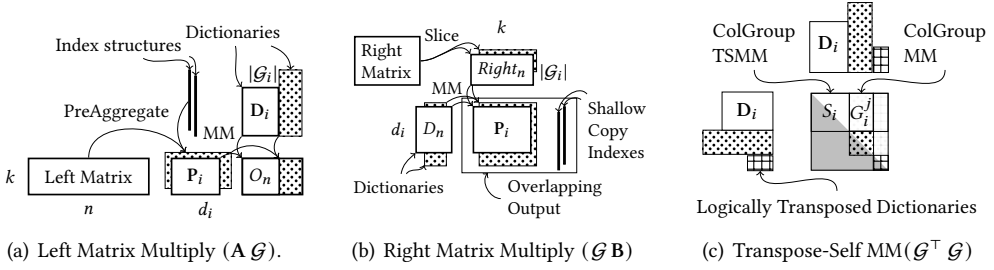 Index structures
Dictionaries
|𝒢ᵢ|
Dᵢ
PreAggregate
MM
k
Left Matrix
Pᵢ
Oₙ
n
dᵢ
(a) Left Matrix Multiply (A 𝒢).
k
Slice
Right
Matrix
Rightₙ
|𝒢ᵢ|
MM
dᵢ
Dₙ
Pᵢ
Shallow
Copy
Indexes
Dictionaries
Overlapping
Output
(b) Right Matrix Multiply (𝒢 B)
ColGroup
TSMM
Dᵢ
ColGroup
MM
Dᵢ
Sᵢ
Gᵢʲ
Logically Transposed Dictionaries
(c) Transpose-Self MM(𝒢⊤ 𝒢)